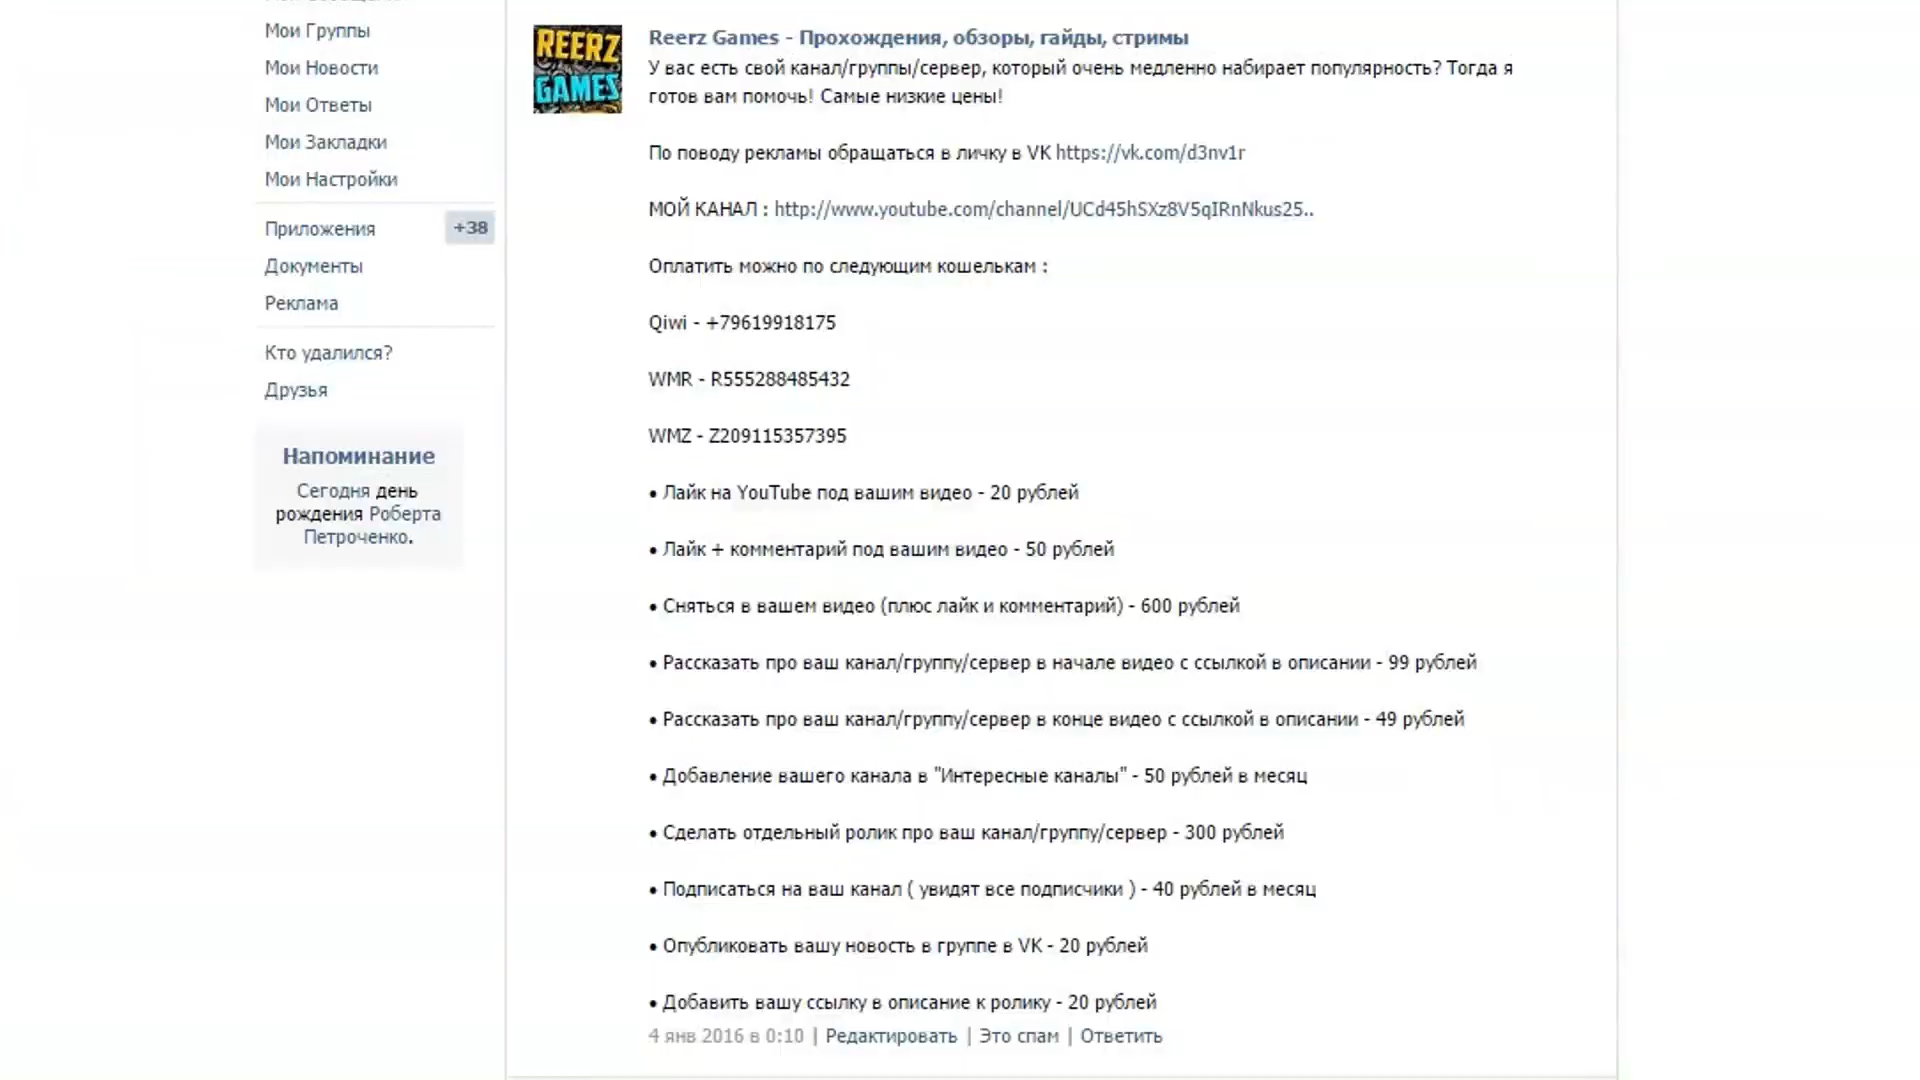 Мои Группы
Мои Новости
Мои Ответы
Мои Закладки
Мои Настройки
Приложения +38
Документы
Реклама
Кто удалился?
Друзья
Напоминание
Сегодня день
рождения Роберта
Петроченко.
REERZ
GAMES
Reerz Games - Прохождения, обзоры, гайды, стримы
У вас есть свой канал/группы/сервер, который очень медленно набирает популярность? Тогда я
готов вам помочь! Самые низкие цены!
По поводу рекламы обращаться в личку в VK https://vk.com/d3nv1r
МОЙ КАНАЛ : http://www.youtube.com/channel/UCd45hSXz8V5qIRnNkus25..
Оплатить можно по следующим кошелькам :
Qiwi - +79619918175
WMR - R555288485432
WMZ - Z209115357395
• Лайк на YouTube под вашим видео - 20 рублей
• Лайк + комментарий под вашим видео - 50 рублей
• Сняться в вашем видео (плюс лайк и комментарий) - 600 рублей
• Рассказать про ваш канал/группу/сервер в начале видео с ссылкой в описании - 99 рублей
• Рассказать про ваш канал/группу/сервер в конце видео с ссылкой в описании - 49 рублей
• Добавление вашего канала в "Интересные каналы" - 50 рублей в месяц
• Сделать отдельный ролик про ваш канал/группу/сервер - 300 рублей
• Подписаться на ваш канал ( увидят все подписчики ) - 40 рублей в месяц
• Опубликовать вашу новость в группе в VK - 20 рублей
• Добавить вашу ссылку в описание к ролику - 20 рублей
4 янв 2016 в 0:10 | Редактировать | Это спам | Ответить